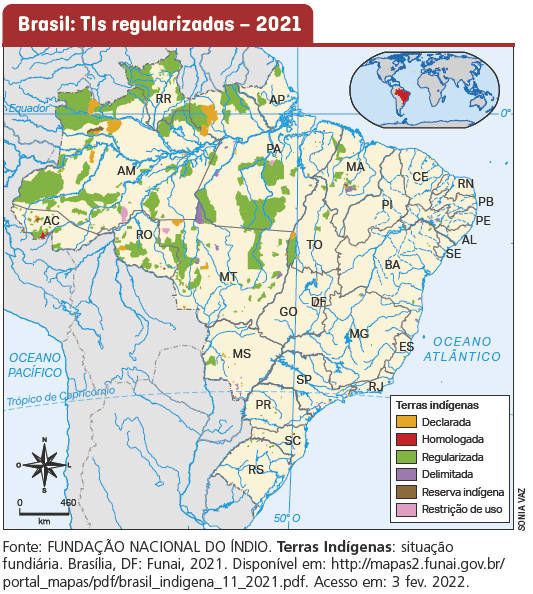 Brasil: TIs regularizadas – 2021
Equador
0°
RR
AP
AM
PA
MA
CE
RN
PB
PE
AL
SE
PI
AC
RO
TO
BA
MT
DF
GO
MG
ES
MS
SP
RJ
PR
SC
RS
OCEANO
PACÍFICO
OCEANO
ATLÂNTICO
Trópico de Capricórnio
50° O
N
O
L
S
0
460
km
Terras indígenas
Declarada
Homologada
Regularizada
Delimitada
Reserva indígena
Restrição de uso
SONIA VAZ
Fonte: FUNDAÇÃO NACIONAL DO ÍNDIO. Terras Indígenas: situação
fundiária. Brasília, DF: Funai, 2021. Disponível em: http://mapas2.funai.gov.br/
portal_mapas/pdf/brasil_indigena_11_2021.pdf. Acesso em: 3 fev. 2022.